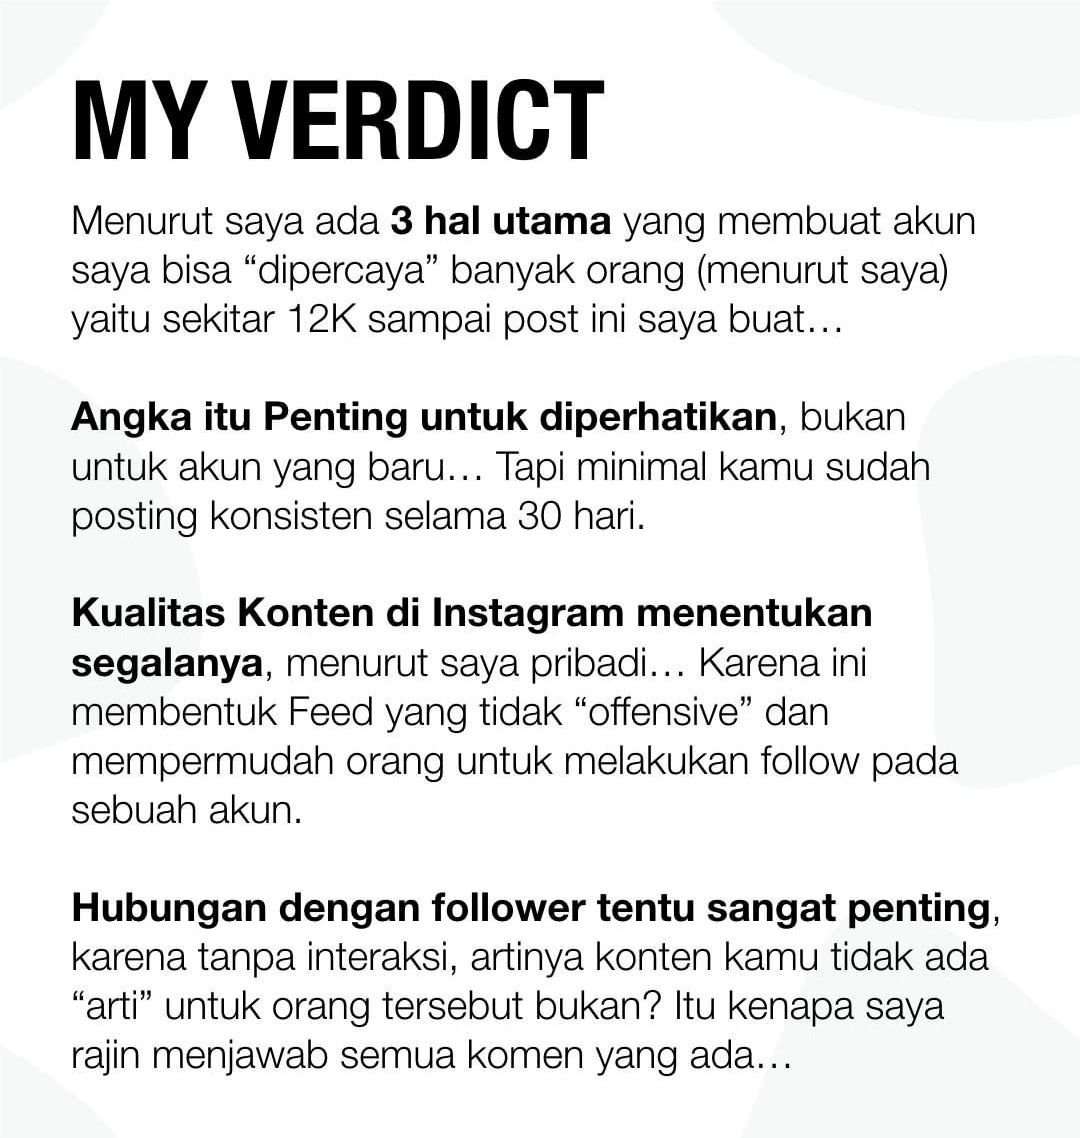 MY VERDICT
Menurut saya ada 3 hal utama yang membuat akun
saya bisa “dipercaya” banyak orang (menurut saya)
yaitu sekitar 12K sampai post ini saya buat…
Angka itu Penting untuk diperhatikan, bukan
untuk akun yang baru… Tapi minimal kamu sudah
posting konsisten selama 30 hari.
Kualitas Konten di Instagram menentukan
segalanya, menurut saya pribadi… Karena ini
membentuk Feed yang tidak “offensive” dan
mempermudah orang untuk melakukan follow pada
sebuah akun.
Hubungan dengan follower tentu sangat penting,
karena tanpa interaksi, artinya konten kamu tidak ada
“arti” untuk orang tersebut bukan? Itu kenapa saya
rajin menjawab semua komen yang ada…